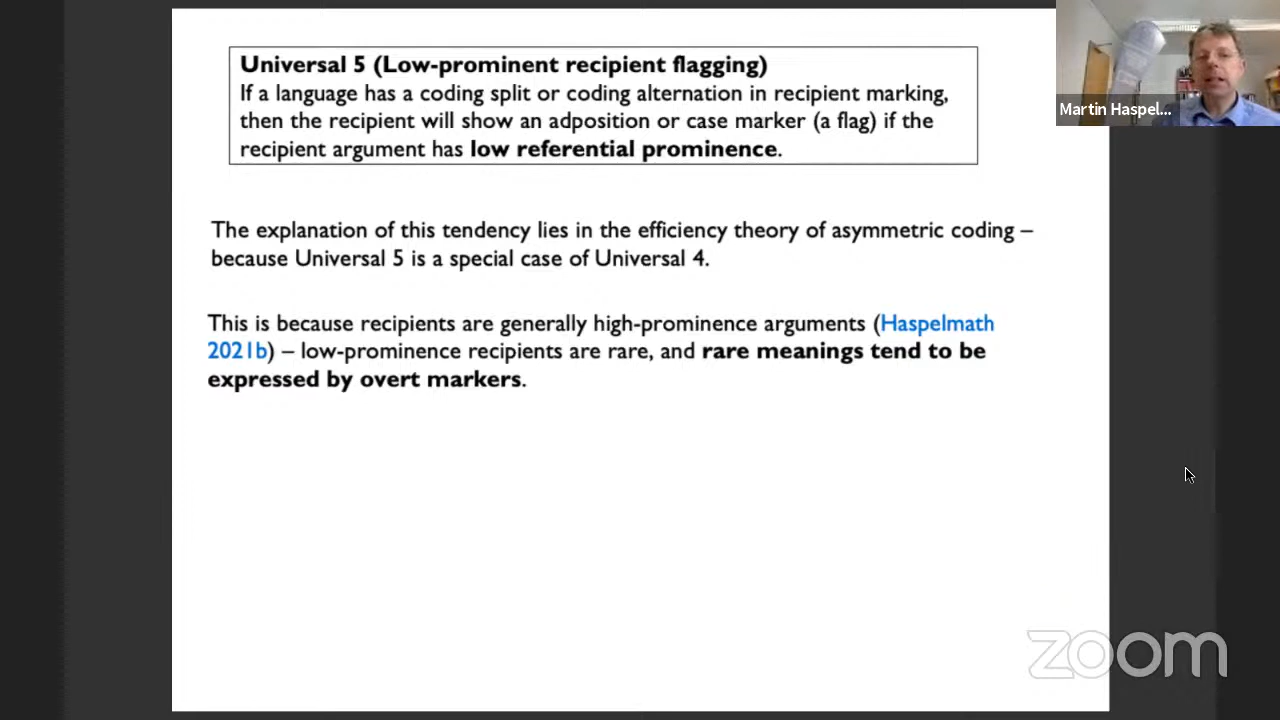 Universal 5 (Low-prominent recipient flagging)
If a language has a coding split or coding alternation in recipient marking,
then the recipient will show an adposition or case marker (a flag) if the
recipient argument has low referential prominence.
The explanation of this tendency lies in the efficiency theory of asymmetric coding –
because Universal 5 is a special case of Universal 4.
This is because recipients are generally high-prominence arguments (Haspelmath
2021b) – low-prominence recipients are rare, and rare meanings tend to be
expressed by overt markers.
Martin Haspel...
zoom